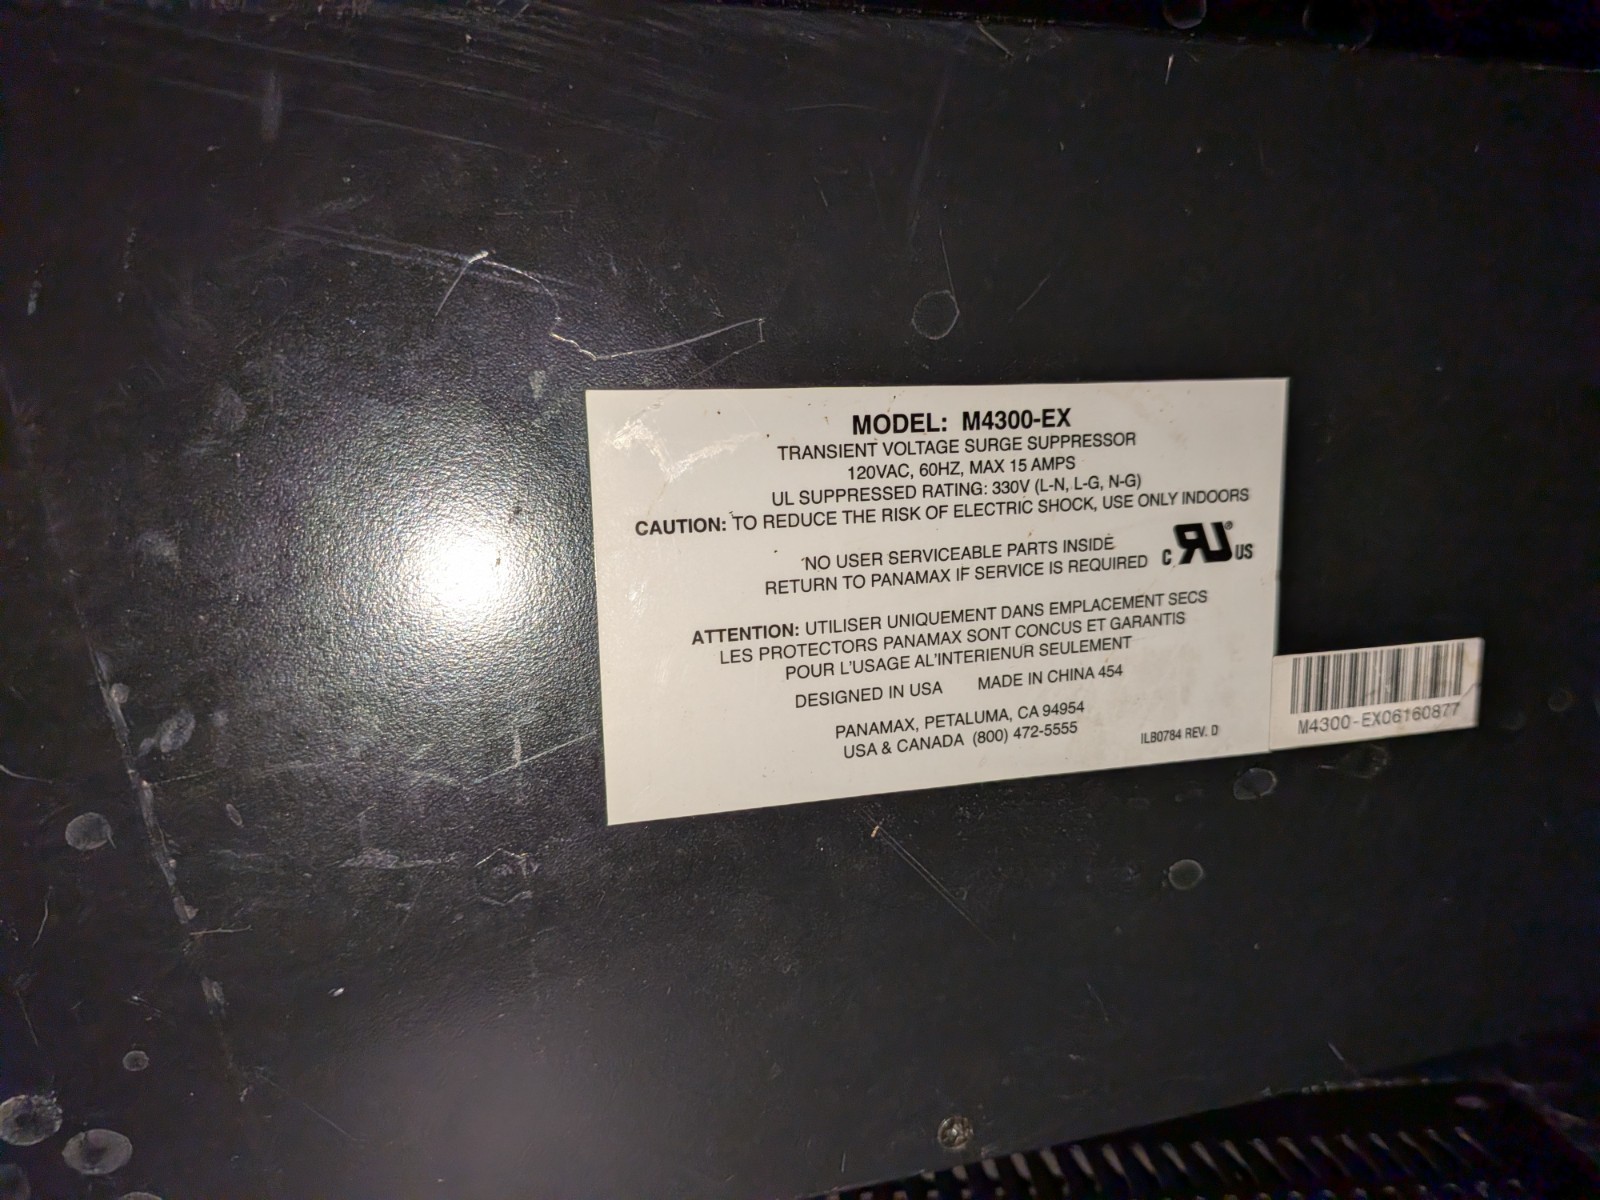 MODEL: M4300-EX
TRANSIENT VOLTAGE SURGE SUPPRESSOR
120VAC, 60HZ, MAX 15 AMPS
UL SUPPRESSED RATING: 330V (L-N, L-G, N-G)
CAUTION: TO REDUCE THE RISK OF ELECTRIC SHOCK, USE ONLY INDOORS
NO USER SERVICEABLE PARTS INSIDE
RETURN TO PANAMAX IF SERVICE IS REQUIRED
C RU® US
ATTENTION: UTILISER UNIQUEMENT DANS EMPLACEMENT SECS
LES PROTECTORS PANAMAX SONT CONCUS ET GARANTIS
POUR L'USAGE AL'INTERIENUR SEULEMENT
DESIGNED IN USA MADE IN CHINA 454
PANAMAX, PETALUMA, CA 94954
USA & CANADA (800) 472-5555
ILB0784 REV. D
M4300-EX06160877